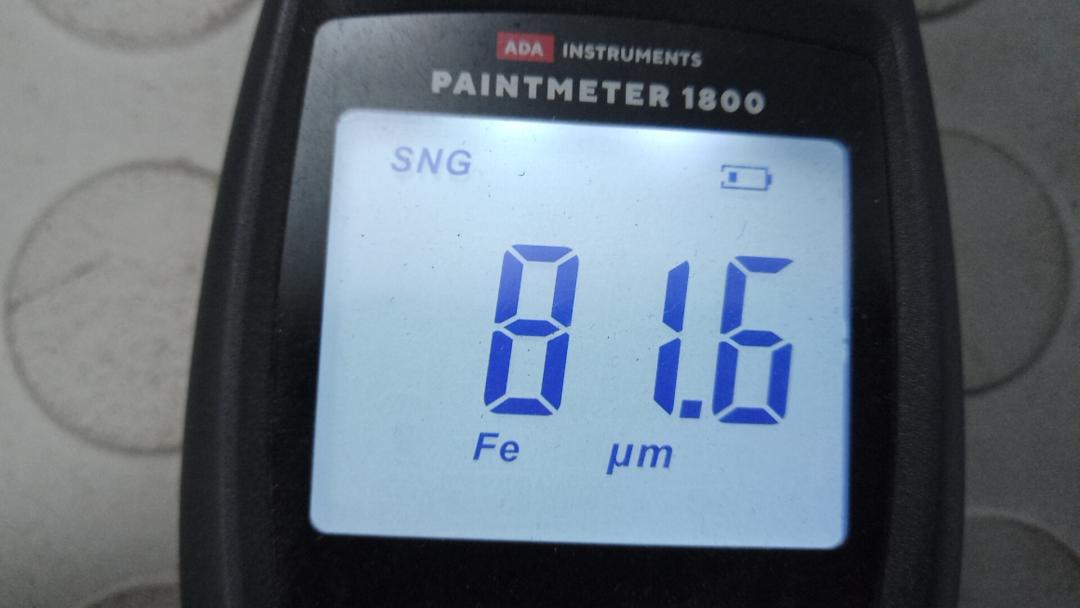 ADA INSTRUMENTS
PAINTMETER 1800
SNG
81.6
Fe µm